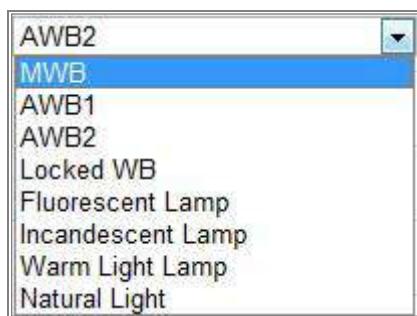 AWB2
MWB
AWB1
AWB2
Locked WB
Fluorescent Lamp
Incandescent Lamp
Warm Light Lamp
Natural Light